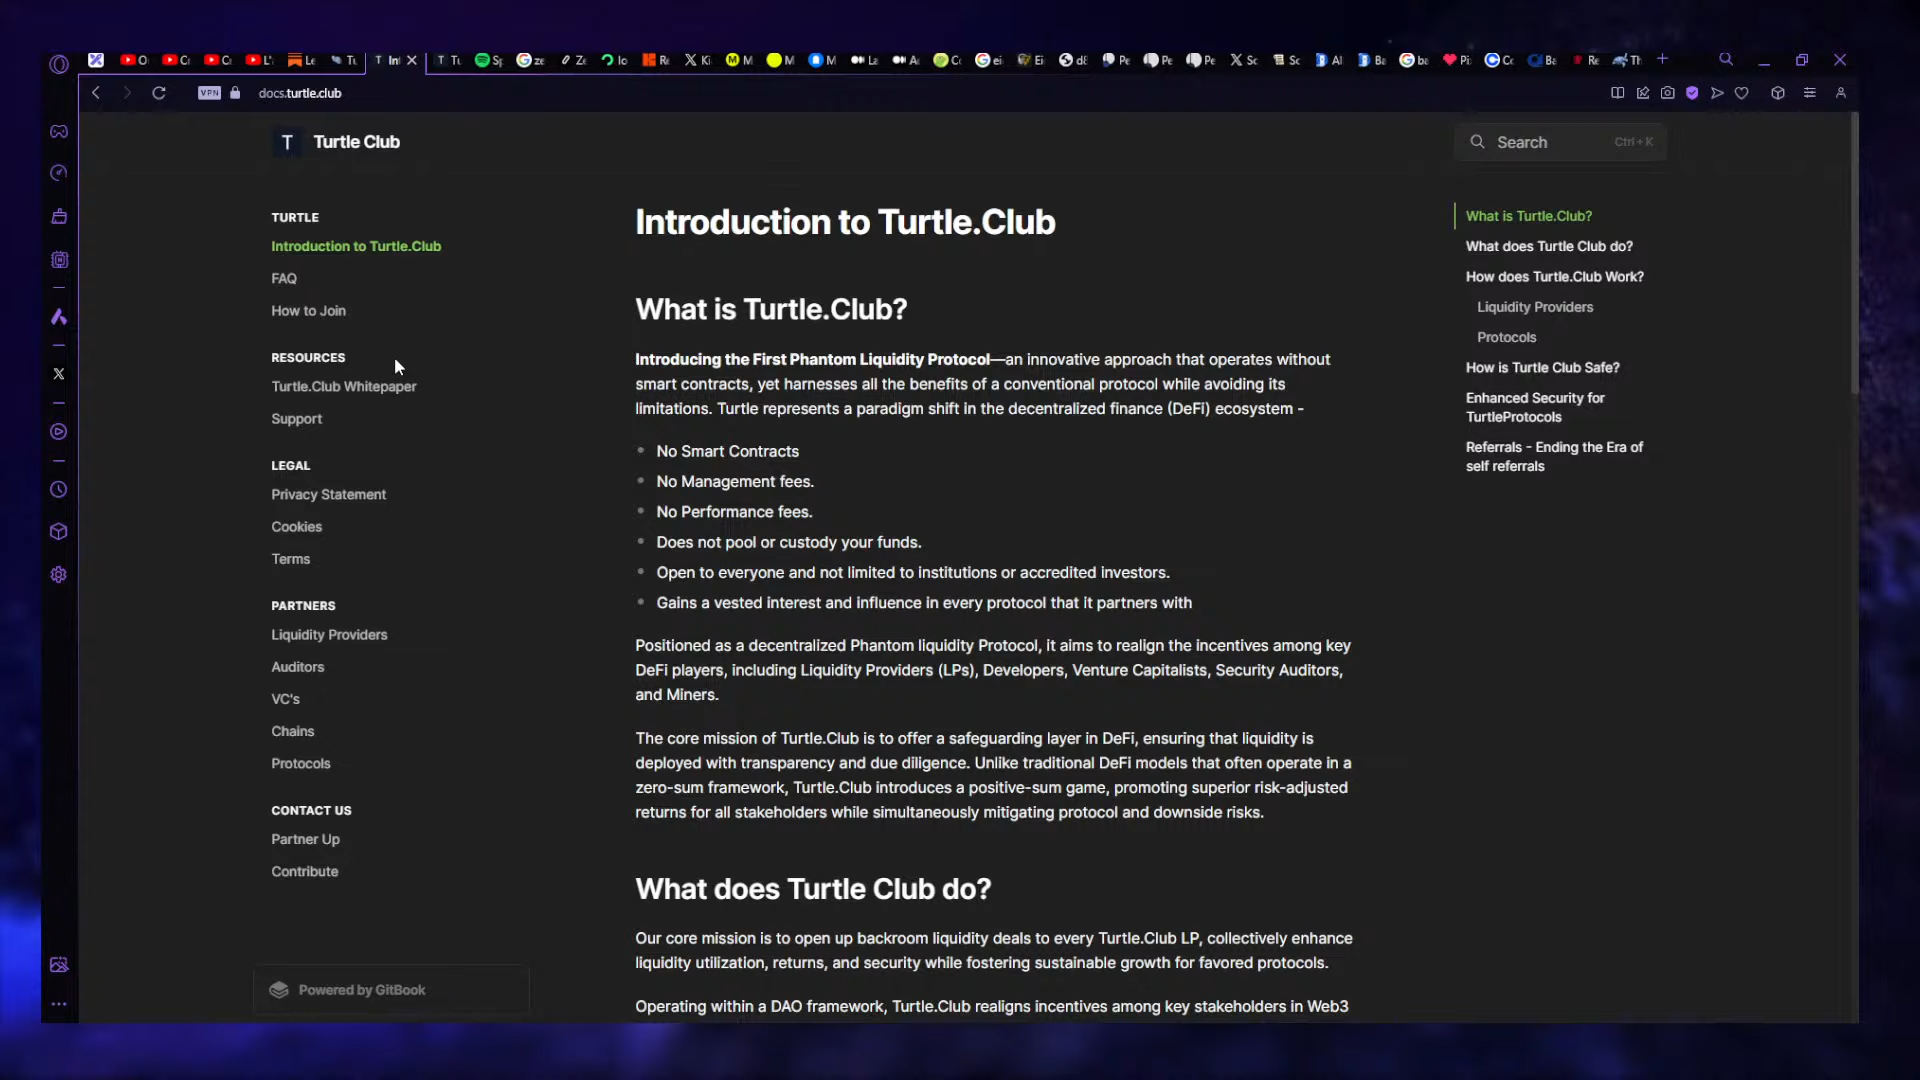 docs.turtle.club
VPN
T Turtle Club
Search Ctrl + K
TURTLE
Introduction to Turtle.Club
FAQ
How to Join
RESOURCES
Turtle.Club Whitepaper
Support
LEGAL
Privacy Statement
Cookies
Terms
PARTNERS
Liquidity Providers
Auditors
VC's
Chains
Protocols
CONTACT US
Partner Up
Contribute
Powered by GitBook
Introduction to Turtle.Club
What is Turtle.Club?
Introducing the First Phantom Liquidity Protocol—an innovative approach that operates without
smart contracts, yet harnesses all the benefits of a conventional protocol while avoiding its
limitations. Turtle represents a paradigm shift in the decentralized finance (DeFi) ecosystem -
No Smart Contracts
No Management fees.
No Performance fees.
Does not pool or custody your funds.
Open to everyone and not limited to institutions or accredited investors.
Gains a vested interest and influence in every protocol that it partners with
Positioned as a decentralized Phantom liquidity Protocol, it aims to realign the incentives among key
DeFi players, including Liquidity Providers (LPs), Developers, Venture Capitalists, Security Auditors,
and Miners.
The core mission of Turtle.Club is to offer a safeguarding layer in DeFi, ensuring that liquidity is
deployed with transparency and due diligence. Unlike traditional DeFi models that often operate in a
zero-sum framework, Turtle.Club introduces a positive-sum game, promoting superior risk-adjusted
returns for all stakeholders while simultaneously mitigating protocol and downside risks.
What does Turtle Club do?
Our core mission is to open up backroom liquidity deals to every Turtle.Club LP, collectively enhance
liquidity utilization, returns, and security while fostering sustainable growth for favored protocols.
Operating within a DAO framework, Turtle.Club realigns incentives among key stakeholders in Web3
What is Turtle.Club?
What does Turtle Club do?
How does Turtle.Club Work?
Liquidity Providers
Protocols
How is Turtle Club Safe?
Enhanced Security for
TurtleProtocols
Referrals - Ending the Era of
self referrals